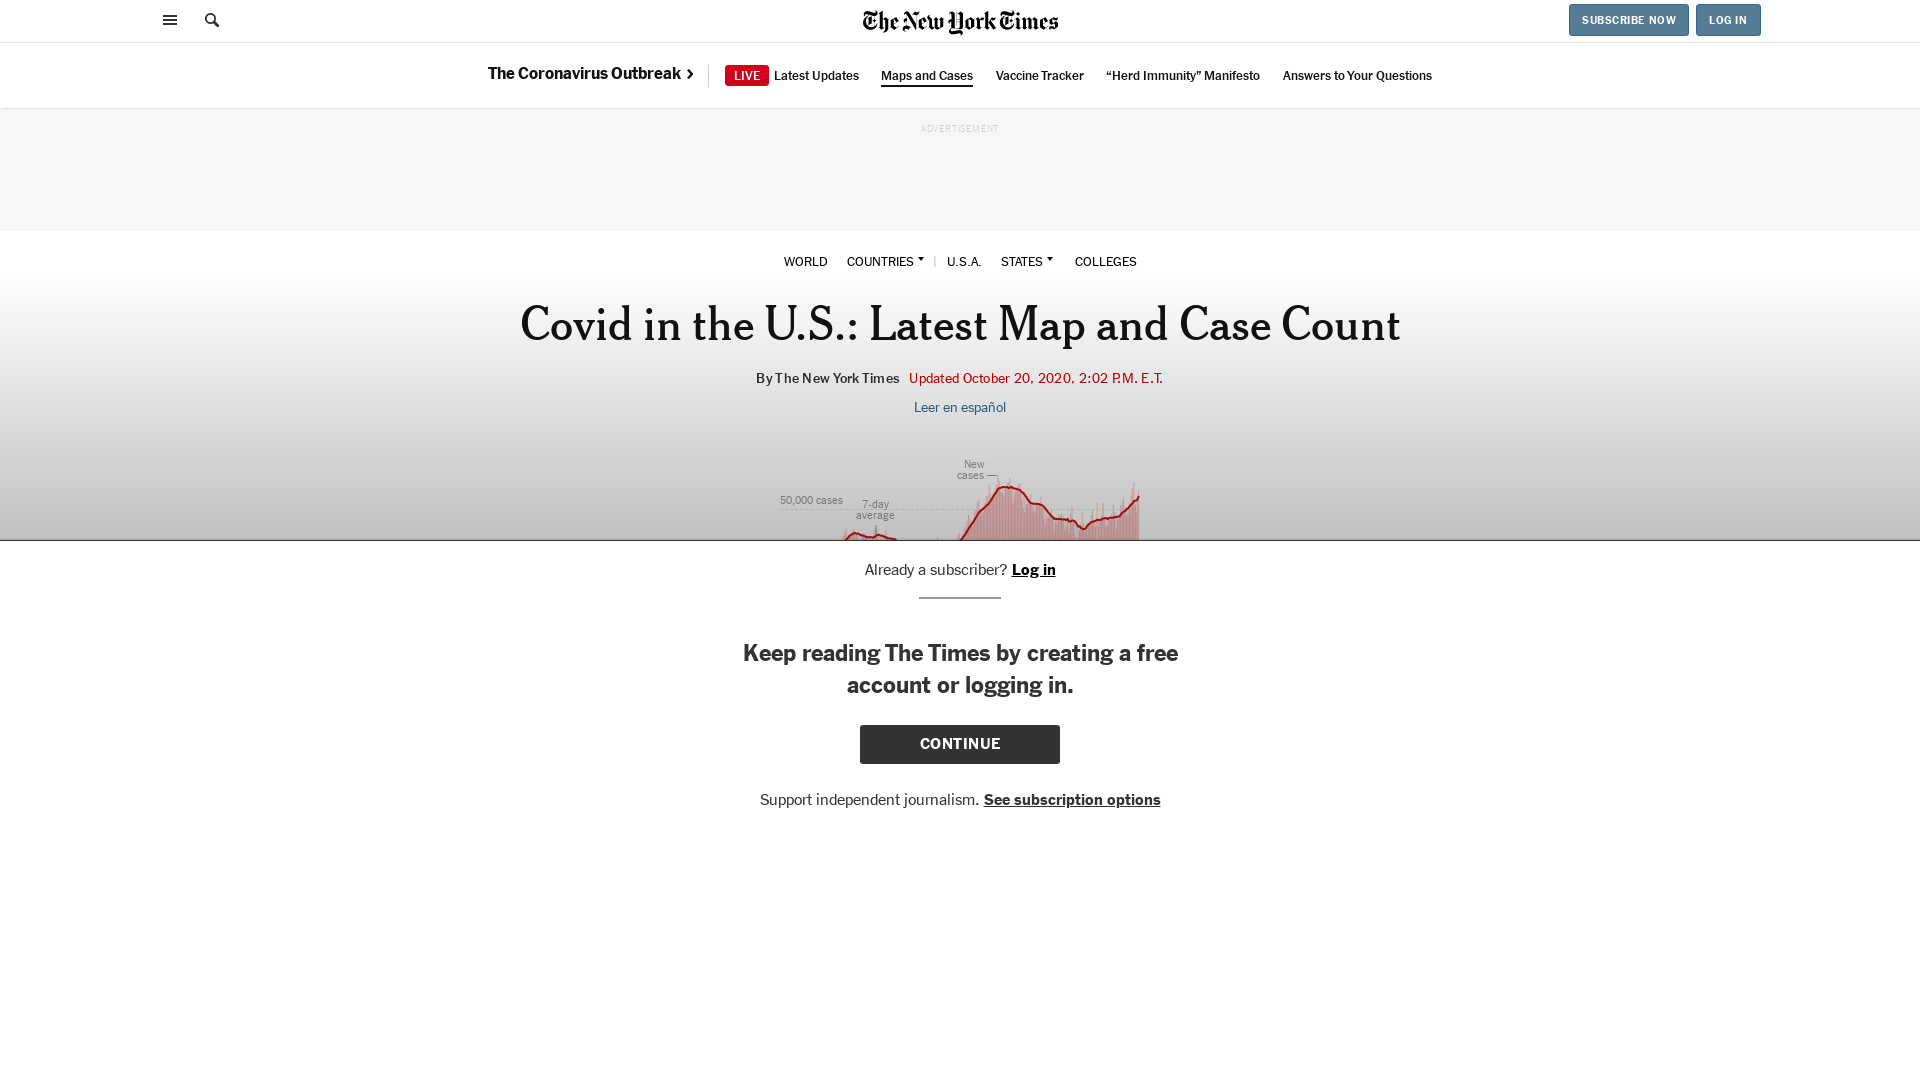 The New York Times
SUBSCRIBE NOW
LOG IN
The Coronavirus Outbreak ›
LIVE Latest Updates
Maps and Cases
Vaccine Tracker
“Herd Immunity” Manifesto
Answers to Your Questions
ADVERTISEMENT
WORLD COUNTRIES | U.S.A. STATES COLLEGES
Covid in the U.S.: Latest Map and Case Count
By The New York Times Updated October 20, 2020, 2:02 P.M. E.T.
Leer en español
New
cases
50,000 cases
7-day
average
Already a subscriber? Log in
Keep reading The Times by creating a free
account or logging in.
CONTINUE
Support independent journalism. See subscription options